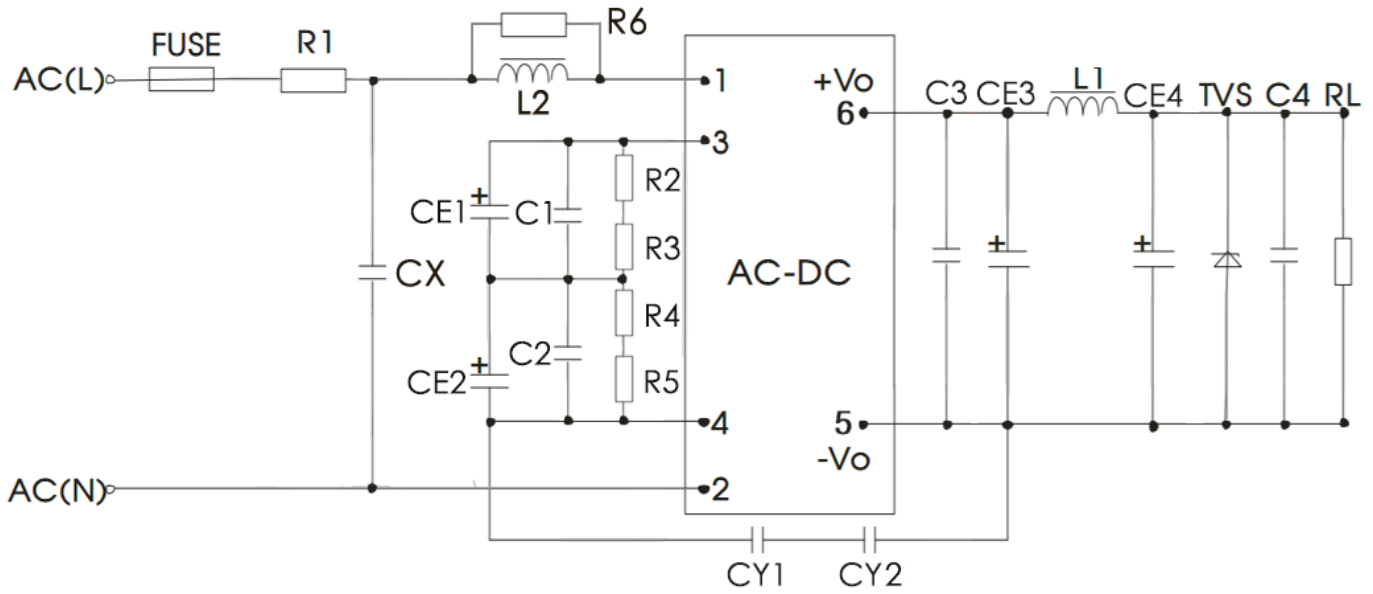 FUSE
R1
R6
AC(L)
L2
1
+Vo
6
C3
CE3
L1
CE4
TVS
C4
RL
3
R2
+
CE1
C1
R3
AC-DC
+
+
CX
R4
C2
+
CE2
R5
4
5
-Vo
AC(N)
2
CY1
CY2